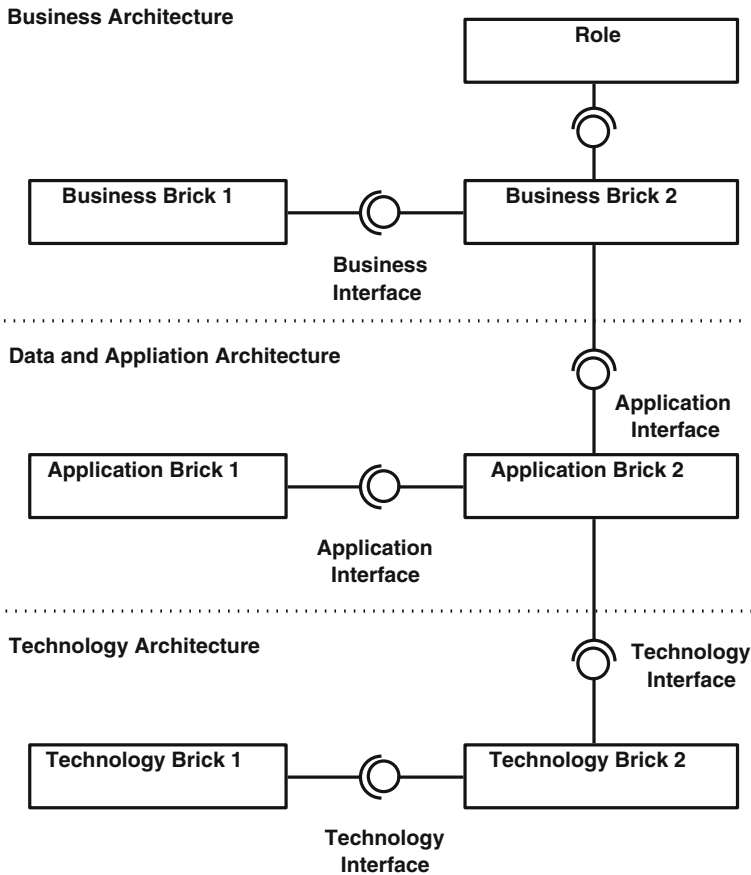 Business Architecture
Role
Business Brick 1
Business Brick 2
Business
Interface
Data and Appliation Architecture
Application
Interface
Application Brick 1
Application Brick 2
Application
Interface
Technology Architecture
Technology
Interface
Technology Brick 1
Technology Brick 2
Technology
Interface